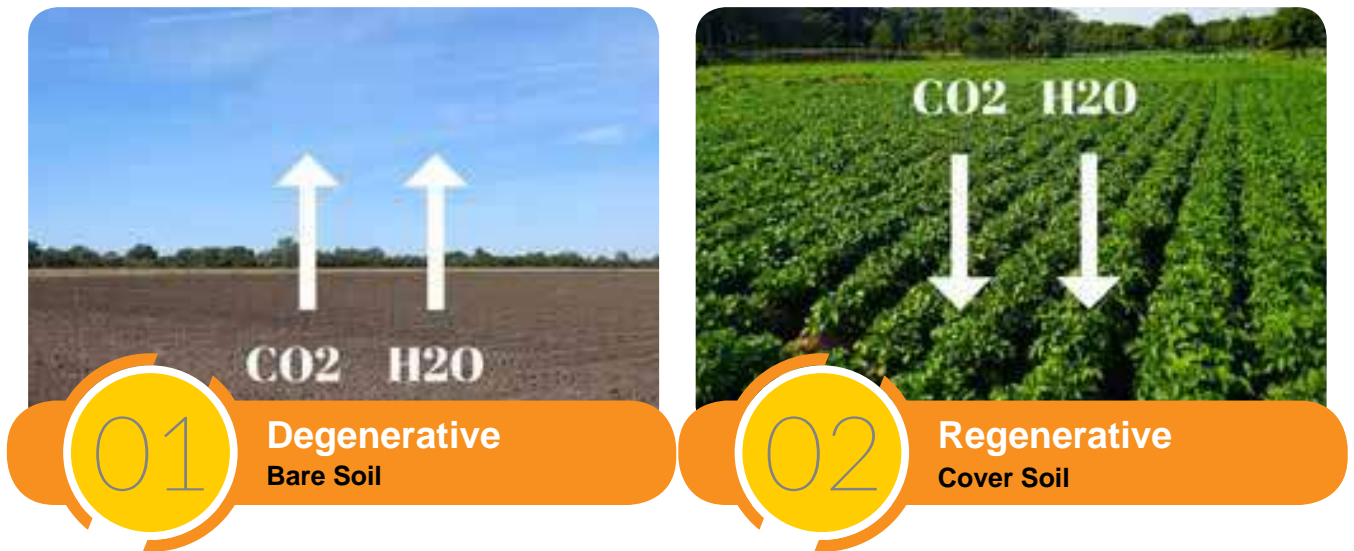 CO2 H2O
01
Degenerative
Bare Soil
CO2 H2O
02
Regenerative
Cover Soil